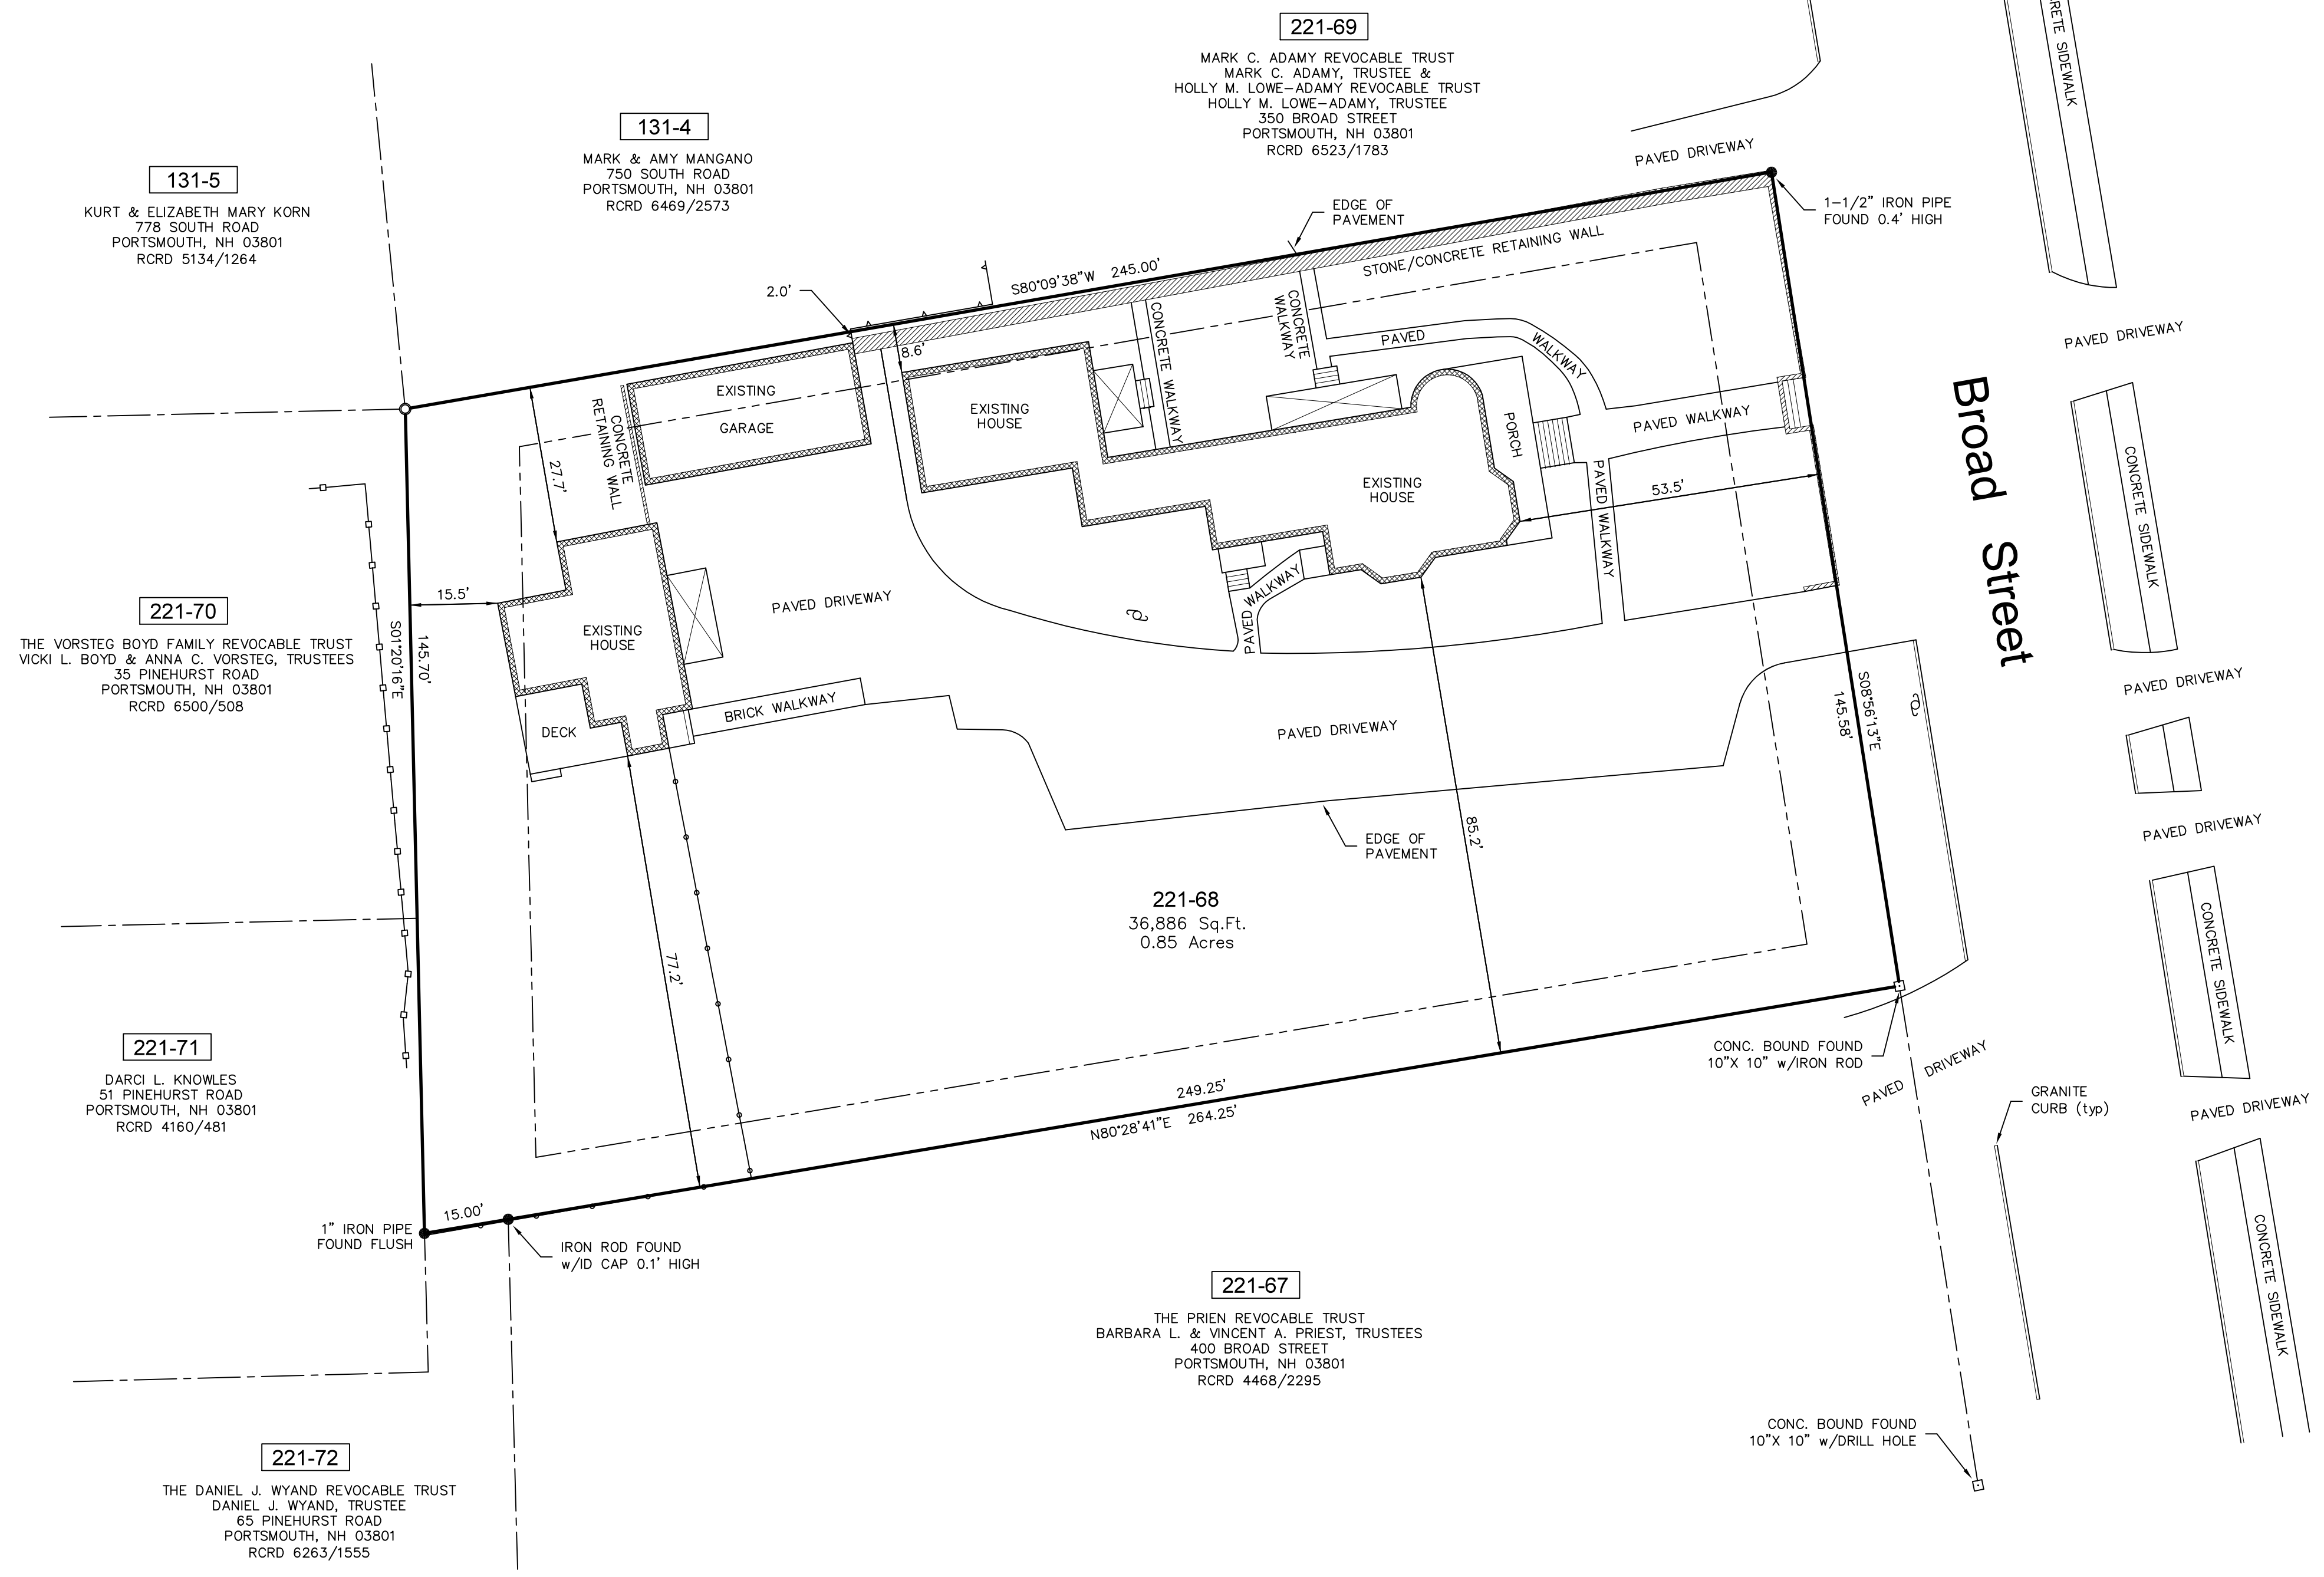 221-69
MARK C. ADAMY REVOCABLE TRUST
MARK C. ADAMY, TRUSTEE &
HOLLY M. LOWE-ADAMY REVOCABLE TRUST
HOLLY M. LOWE-ADAMY, TRUSTEE
350 BROAD STREET
PORTSMOUTH, NH 03801
RCRD 6523/1783
131-4
MARK & AMY MANGANO
750 SOUTH ROAD
PORTSMOUTH, NH 03801
RCRD 6469/2573
131-5
KURT & ELIZABETH MARY KORN
778 SOUTH ROAD
PORTSMOUTH, NH 03801
RCRD 5134/1264
CRETE SIDEWALK
PAVED DRIVEWAY
1-1/2" IRON PIPE
FOUND 0.4' HIGH
EDGE OF
PAVEMENT
STONE/CONCRETE RETAINING WALL
S80°09'38"W 245.00'
2.0'
8.6'
CONCRETE WALKWAY
CONCRETE
WALKWAY
PAVED
WALKWAY
PAVED WALKWAY
PORCH
EXISTING
GARAGE
EXISTING
HOUSE
EXISTING
HOUSE
CONCRETE
RETAINING WALL
27.7'
53.5'
PAVED WALKWAY
Broad Street
PAVED DRIVEWAY
CONCRETE SIDEWALK
15.5'
EXISTING
HOUSE
PAVED DRIVEWAY
PAVED
WALKWAY
221-70
THE VORSTEG BOYD FAMILY REVOCABLE TRUST
VICKI L. BOYD & ANNA C. VORSTEG, TRUSTEES
35 PINEHURST ROAD
PORTSMOUTH, NH 03801
RCRD 6500/508
S01°20'16"E
145.70'
DECK
BRICK WALKWAY
PAVED DRIVEWAY
S08°56'13"E
145.58'
PAVED DRIVEWAY
PAVED DRIVEWAY
EDGE OF
PAVEMENT
85.2'
77.2'
221-68
36,886 Sq.Ft.
0.85 Acres
CONCRETE SIDEWALK
221-71
DARCI L. KNOWLES
51 PINEHURST ROAD
PORTSMOUTH, NH 03801
RCRD 4160/481
CONC. BOUND FOUND
10"X 10" w/IRON ROD
PAVED DRIVEWAY
GRANITE
CURB (typ)
PAVED DRIVEWAY
249.25'
N80°28'41"E 264.25'
15.00'
1" IRON PIPE
FOUND FLUSH
IRON ROD FOUND
w/ID CAP 0.1' HIGH
221-67
THE PRIEN REVOCABLE TRUST
BARBARA L. & VINCENT A. PRIEST, TRUSTEES
400 BROAD STREET
PORTSMOUTH, NH 03801
RCRD 4468/2295
CONCRETE SIDEWALK
CONC. BOUND FOUND
10"X 10" w/DRILL HOLE
221-72
THE DANIEL J. WYAND REVOCABLE TRUST
DANIEL J. WYAND, TRUSTEE
65 PINEHURST ROAD
PORTSMOUTH, NH 03801
RCRD 6263/1555